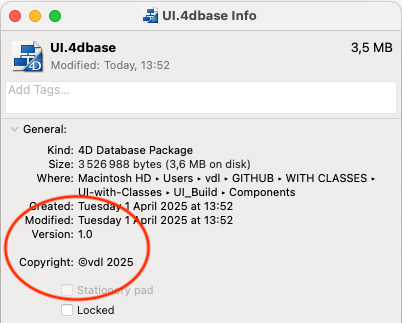 UI.4dbase Info
UI.4dbase 3,5 MB
Modified: Today, 13:52
Add Tags...
General:
Kind: 4D Database Package
Size: 3 526 988 bytes (3,6 MB on disk)
Where: Macintosh HD ▸ Users ▸ vdl ▸ GITHUB ▸ WITH CLASSES ▸
UI-with-Classes ▸ UI_Build ▸ Components
Created: Tuesday 1 April 2025 at 13:52
Modified: Tuesday 1 April 2025 at 13:52
Version: 1.0
Copyright: ©vdl 2025
Stationery pad
Locked